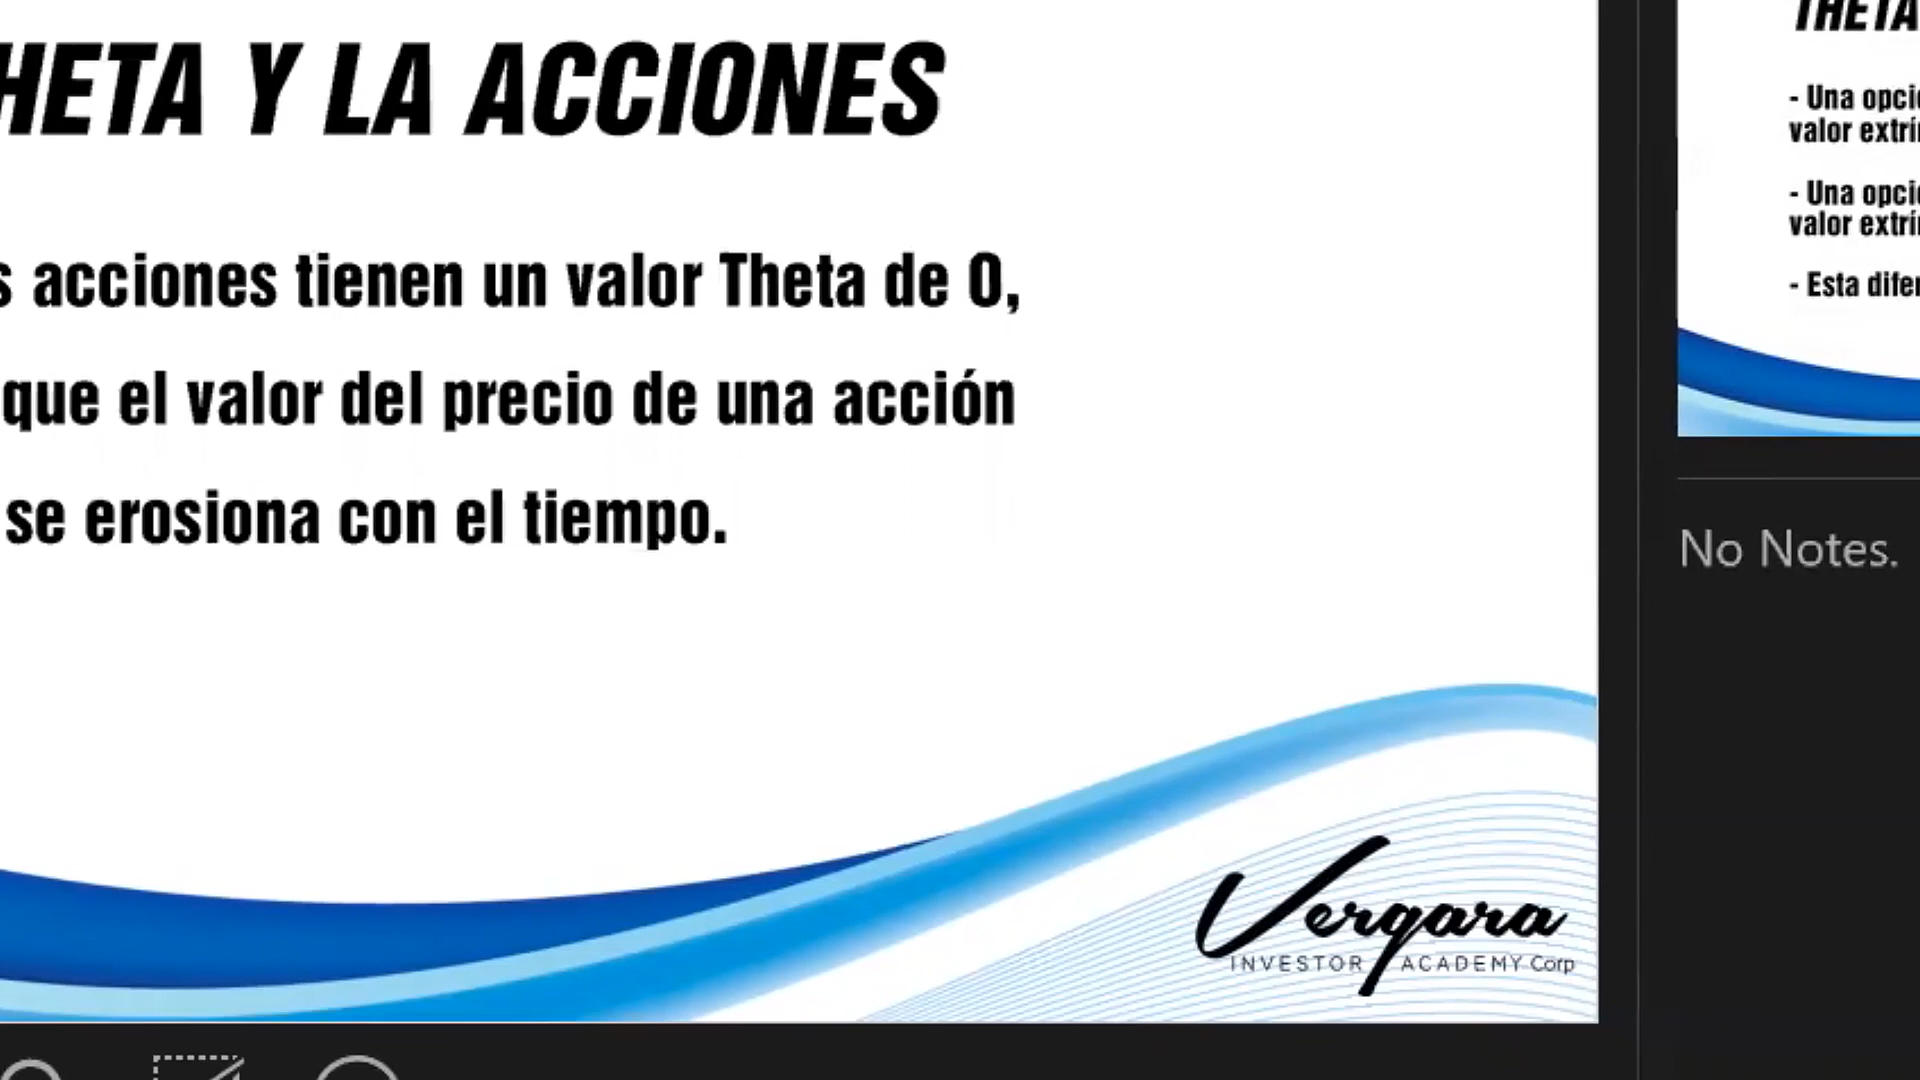 HETA Y LA ACCIONES
s acciones tienen un valor Theta de 0,
que el valor del precio de una acción
se erosiona con el tiempo.
Vergara
INVESTOR ACADEMY Corp
THETA
- Una opci
valor extrí
- Una opci
valor extrí
- Esta difer
No Notes.